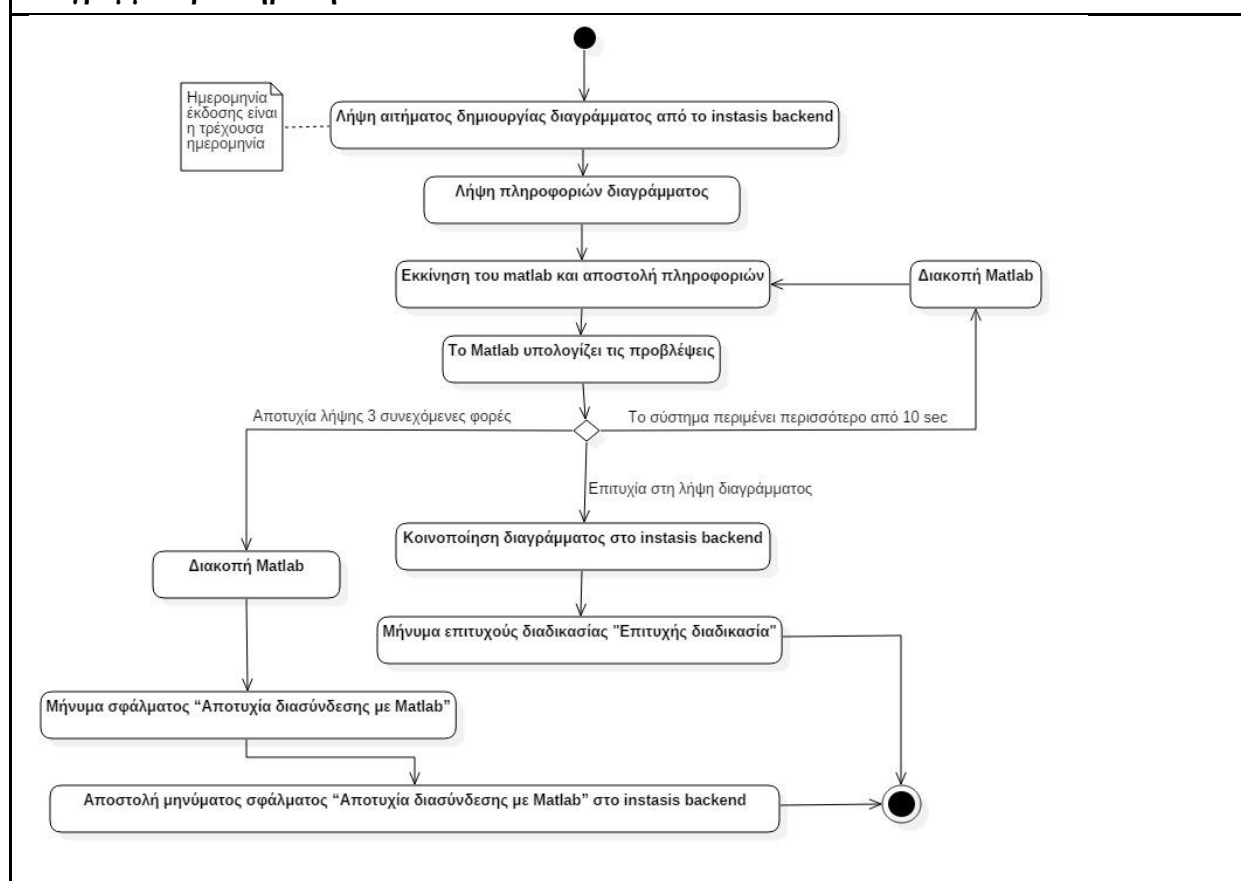 Ημερομηνία
έκδοσης είναι
η τρέχουσα
ημερομηνία
Λήψη αιτήματος δημιουργίας διαγράμματος από το instasis backend
Λήψη πληροφοριών διαγράμματος
Εκκίνηση του matlab και αποστολή πληροφοριών
Διακοπή Matlab
Το Matlab υπολογίζει τις προβλέψεις
Αποτυχία λήψης 3 συνεχόμενες φορές
Το σύστημα περιμένει περισσότερο από 10 sec
Επιτυχία στη λήψη διαγράμματος
Κοινοποίηση διαγράμματος στο instasis backend
Διακοπή Matlab
Μήνυμα επιτυχούς διαδικασίας "Επιτυχής διαδικασία"
Μήνυμα σφάλματος “Αποτυχία διασύνδεσης με Matlab”
Αποστολή μηνύματος σφάλματος “Αποτυχία διασύνδεσης με Matlab” στο instasis backend